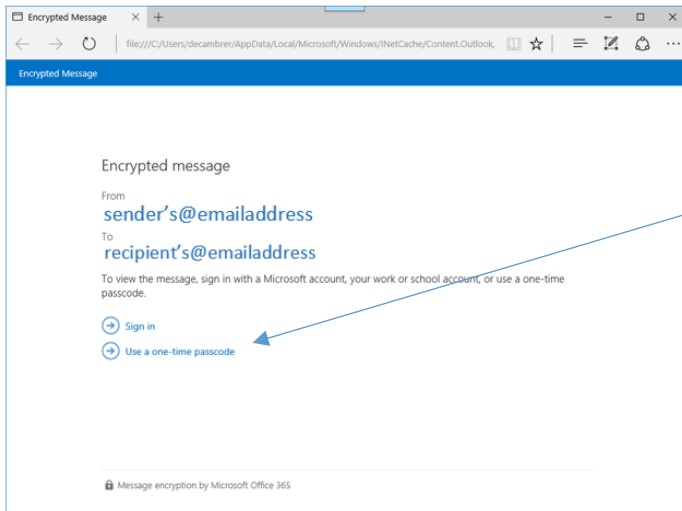 Encrypted Message
file:///C:/Users/decambrer/AppData/Local/Microsoft/Windows/INetCache/Content.Outlook,
Encrypted Message
Encrypted message
From
sender's@emailaddress
To
recipient's@emailaddress
To view the message, sign in with a Microsoft account, your work or school account, or use a one-time
passcode.
Sign in
Use a one-time passcode
Message encryption by Microsoft Office 365